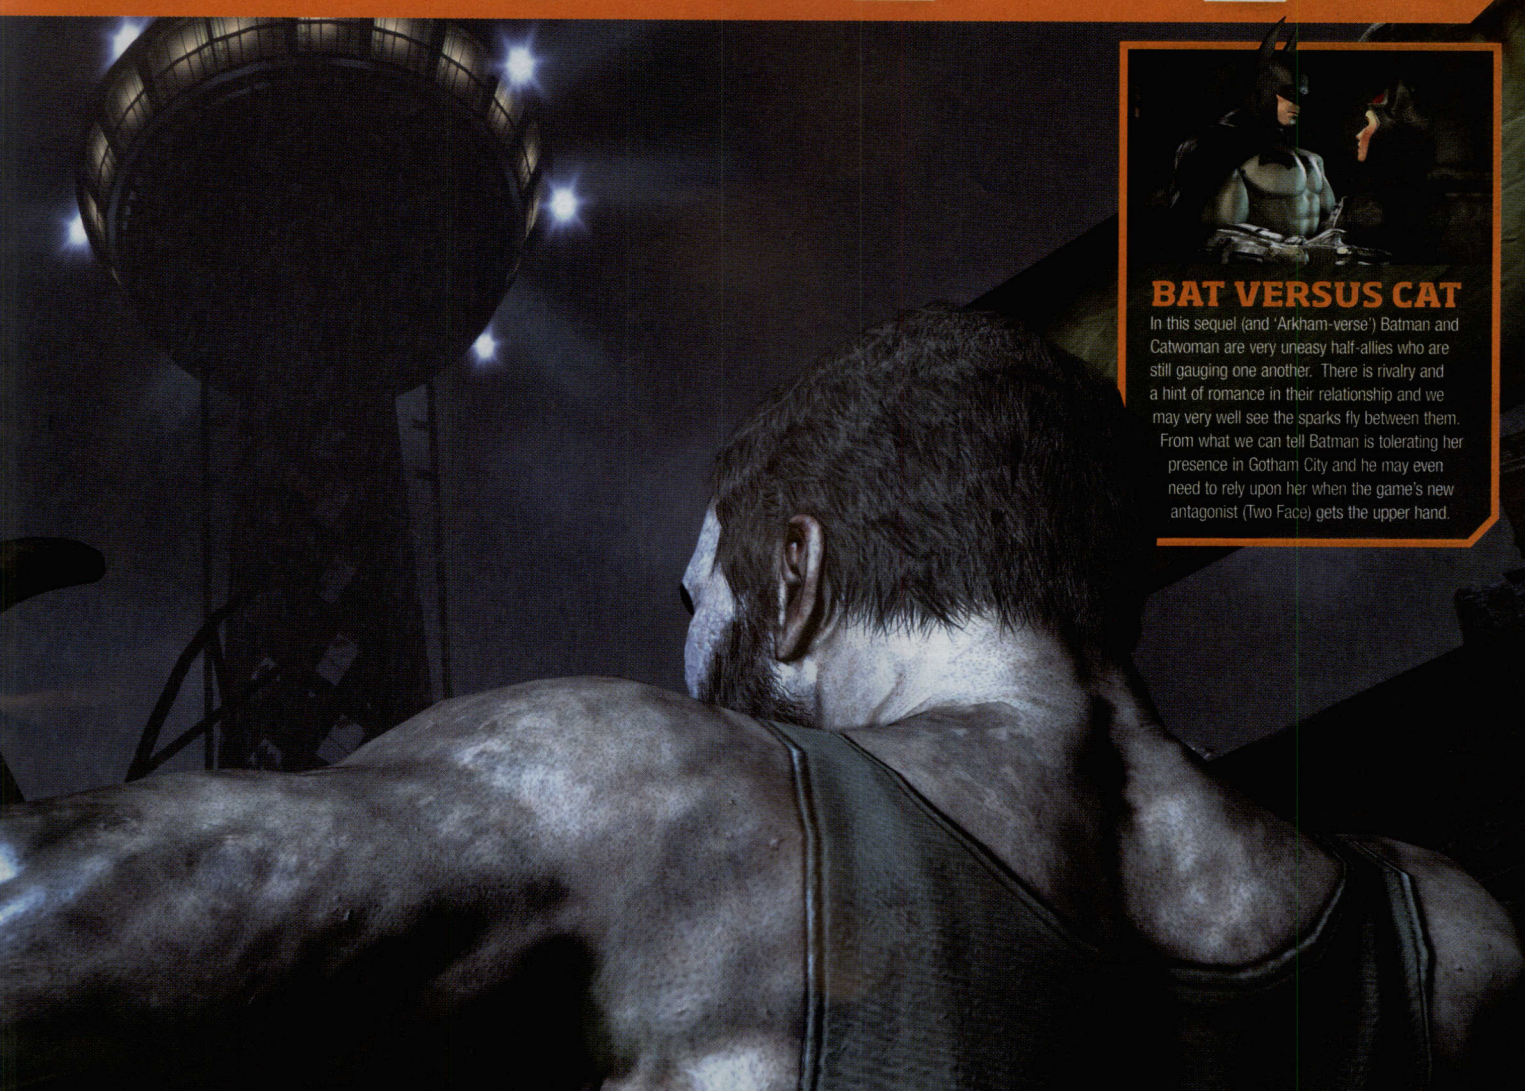 BAT VERSUS CAT
In this sequel (and 'Arkham-verse') Batman and
Catwoman are very uneasy half-allies who are
still gauging one another. There is rivalry and
a hint of romance in their relationship and we
may very well see the sparks fly between them.
From what we can tell Batman is tolerating her
presence in Gotham City and he may even
need to rely upon her when the game's new
antagonist (Two Face) gets the upper hand.